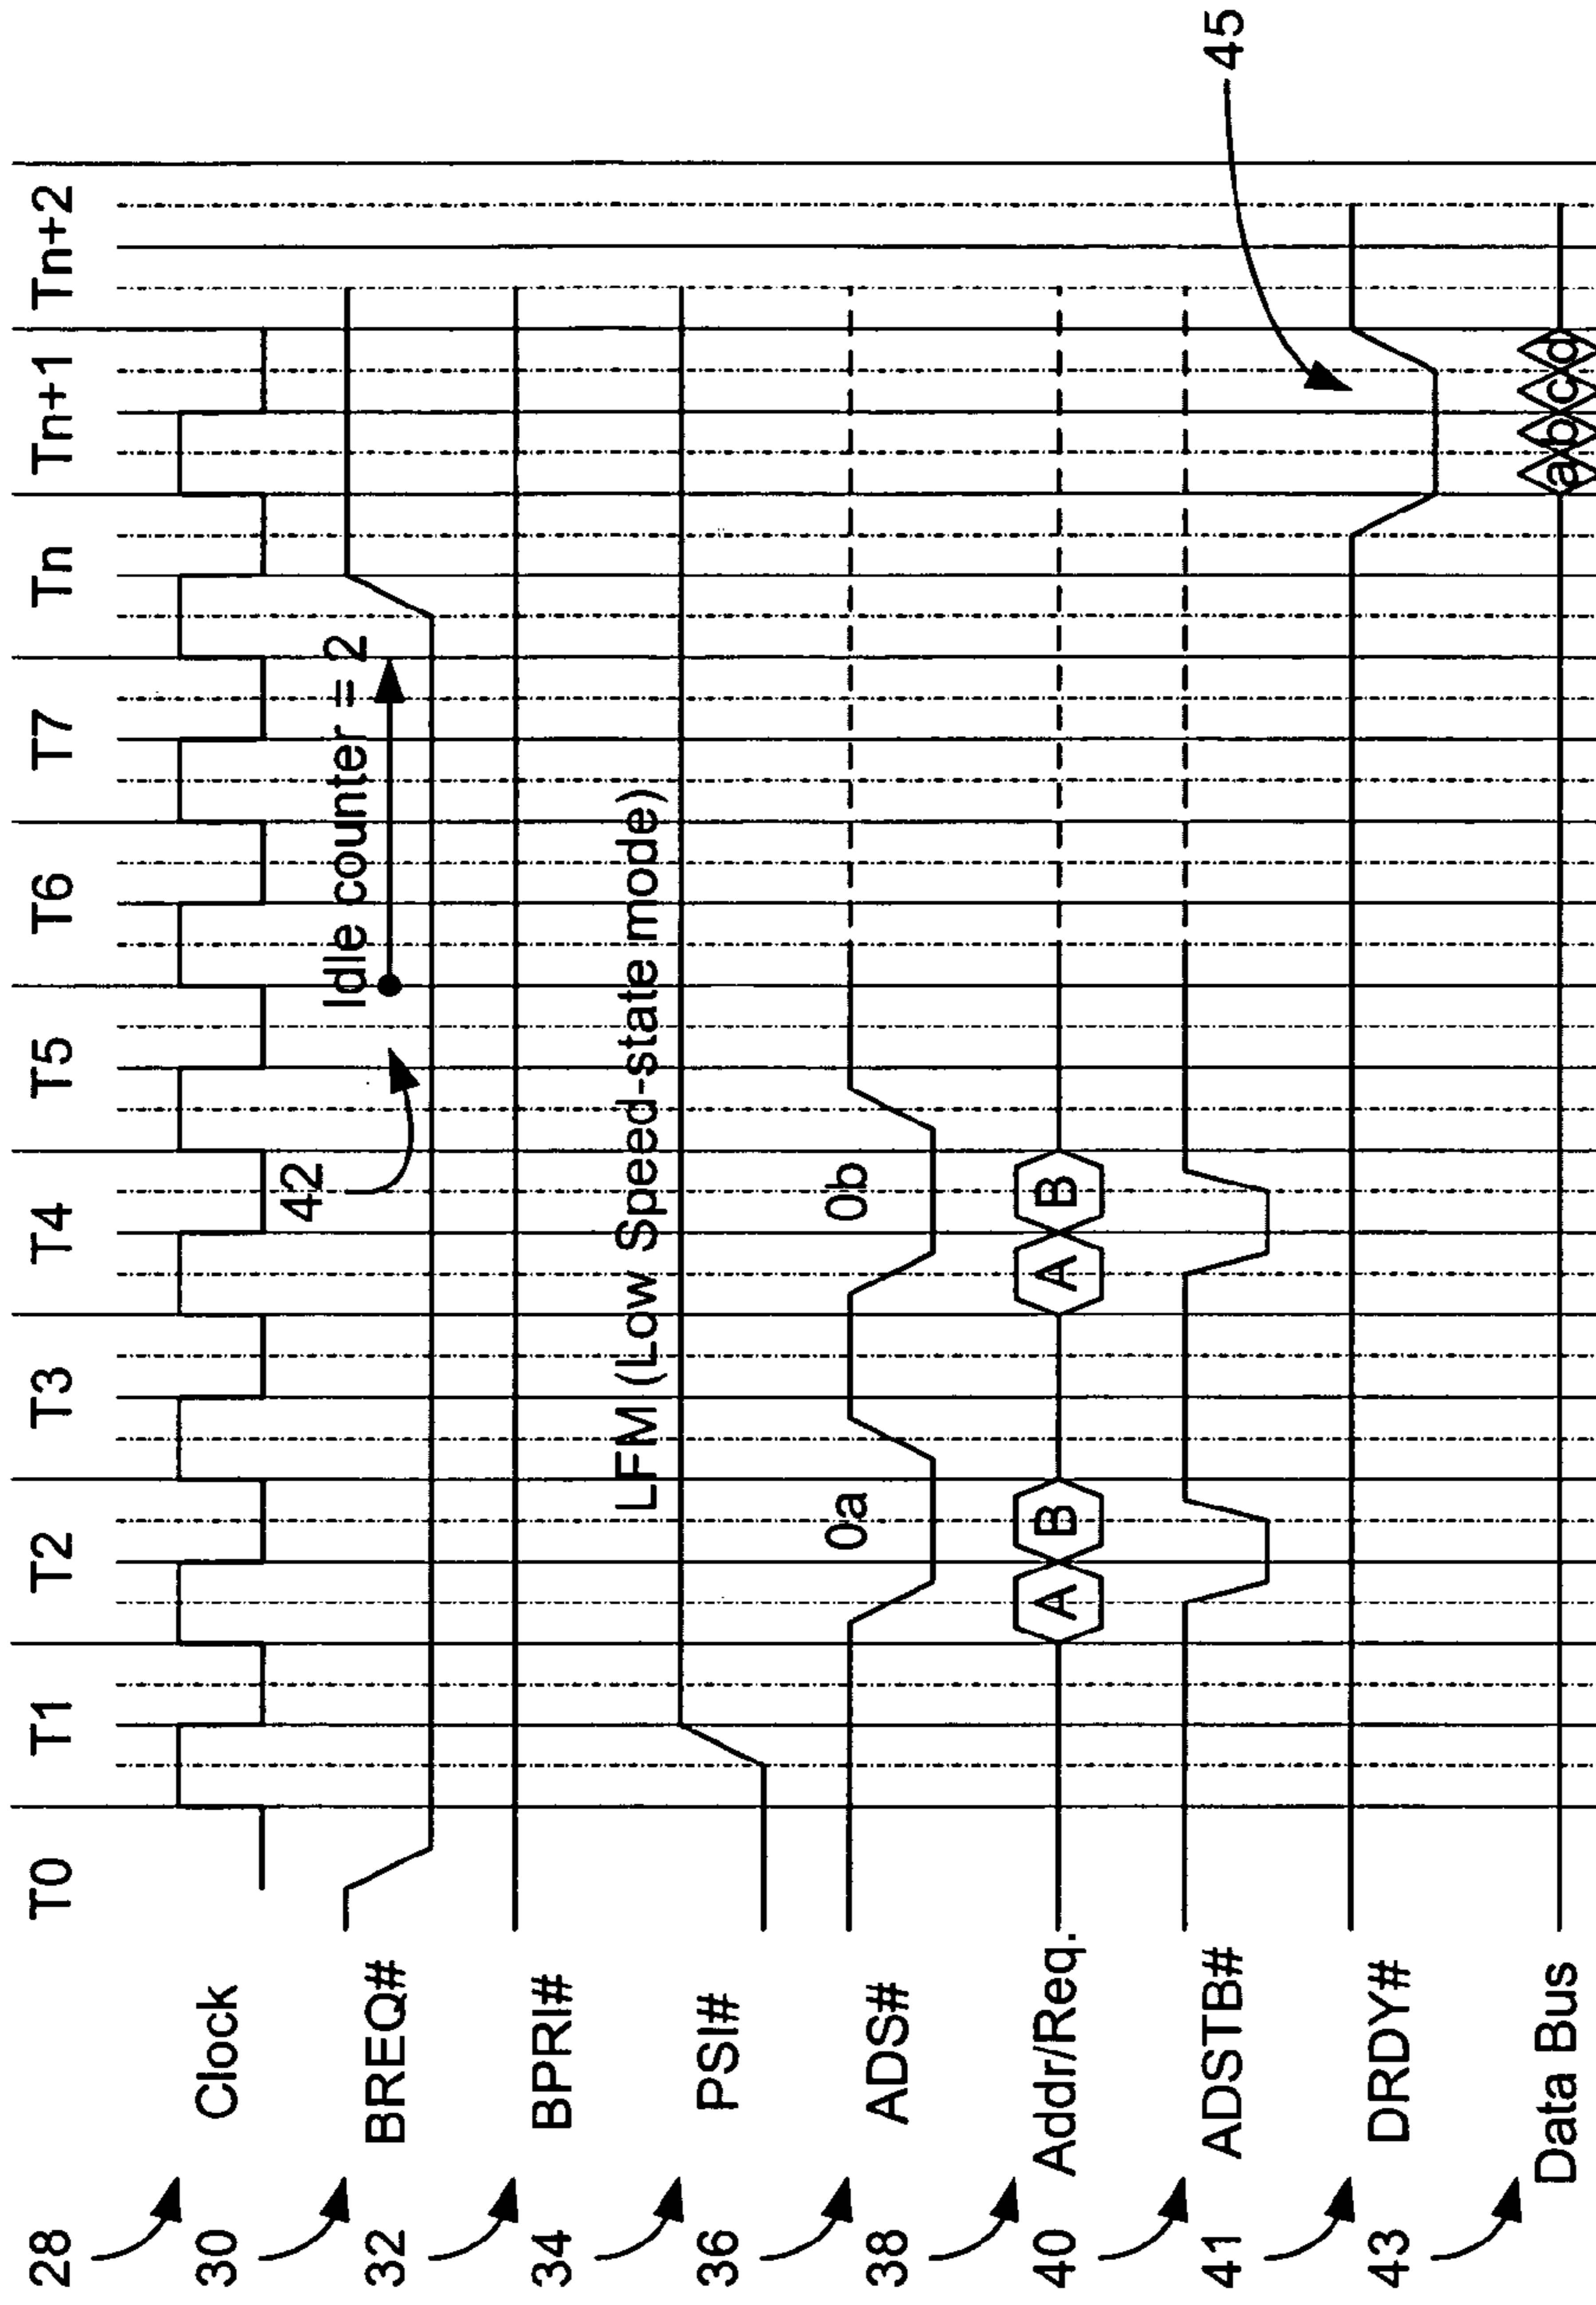 T0 T1 T2 T3 T4 T5 T6 T7 Tn Tn+1 Tn+2
28
Clock
30
42
Idle counter = 2
BREQ#
32
BPRI#
34
LFM (Low Speed-state mode)
PSI#
36
0a 0b
ADS#
38
A B A B
Addr/Req.
40
ADSTB#
41
45
DRDY#
43
a b c d
Data Bus